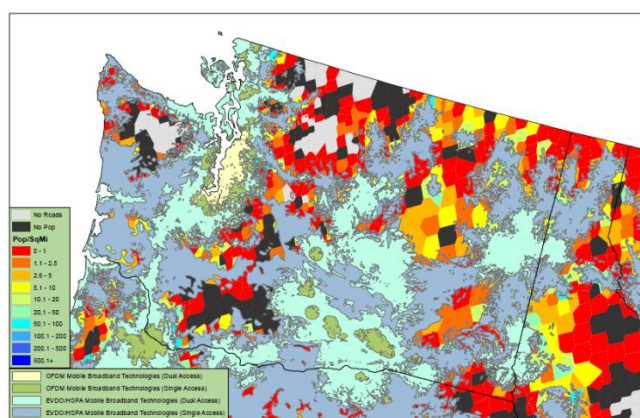 No Roads
No Pop
Pop/SqMi
0 - 1
1.1 - 2.5
2.6 - 5
5.1 - 10
10.1 - 20
20.1 - 50
50.1 - 100
100.1 - 200
200.1 - 500
500.1+
OFDM Mobile Broadband Technologies (Dual Access)
OFDM Mobile Broadband Technologies (Single Access)
EVDO/HSPA Mobile Broadband Technologies (Dual Access)
EVDO/HSPA Mobile Broadband Technologies (Single Access)